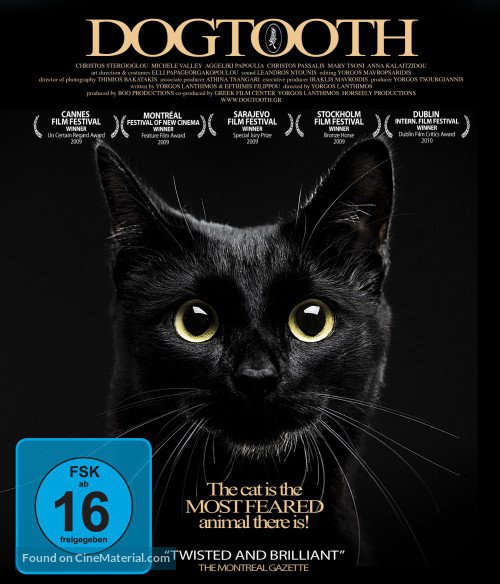 DOGTOOTH
CHRISTOS STERGIOGLOU MICHELE VALLEY AGGELIKI PAPOULIA CHRISTOS PASSALIS MARY TSONI ANNA KALAITZIDOU
art direction & costumes ELLI PAPAGEORGAKOPOULOU, sound LEANDROS NTOUNIS editing YORGOS MAVROPSARIDIS
director of photography THIMIOS BAKATAKIS associate producer ATHINA TSANGARI executive producer IRAKLIS MAVROIDIS producer YORGOS TSOURGIANNIS
written by YORGOS LANTHIMOS & EFTHIMIS FILIPPOU directed by YORGOS LANTHIMOS
produced by BOO PRODUCTIONS co-produced by GREEK FILM CENTER YORGOS LANTHIMOS HORSEFLY PRODUCTIONS
WWW.DOGTOOTH.GR
CANNES
FILM FESTIVAL
WINNER
Un Certain Regard Award
2009
MONTRÉAL
FESTIVAL OF NEW CINEMA
WINNER
Feature Film Award
2009
SARAJEVO
FILM FESTIVAL
WINNER
Special Jury Prize
2009
STOCKHOLM
FILM FESTIVAL
WINNER
Bronze Horse
2009
DUBLIN
INTERN. FILM FESTIVAL
WINNER
Dublin Film Critics Award
2010
The cat is the
MOST FEARED
animal there is!
"TWISTED AND BRILLIANT"
THE MONTREAL GAZETTE
FSK
ab
16
freigegeben
Found on CineMaterial.com